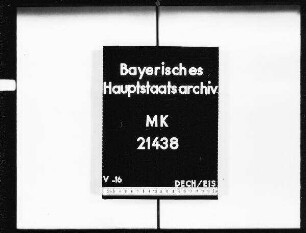 Bayerisches
Hauptstaatsarchiv
MK
21438
V-16 DECH/EIS